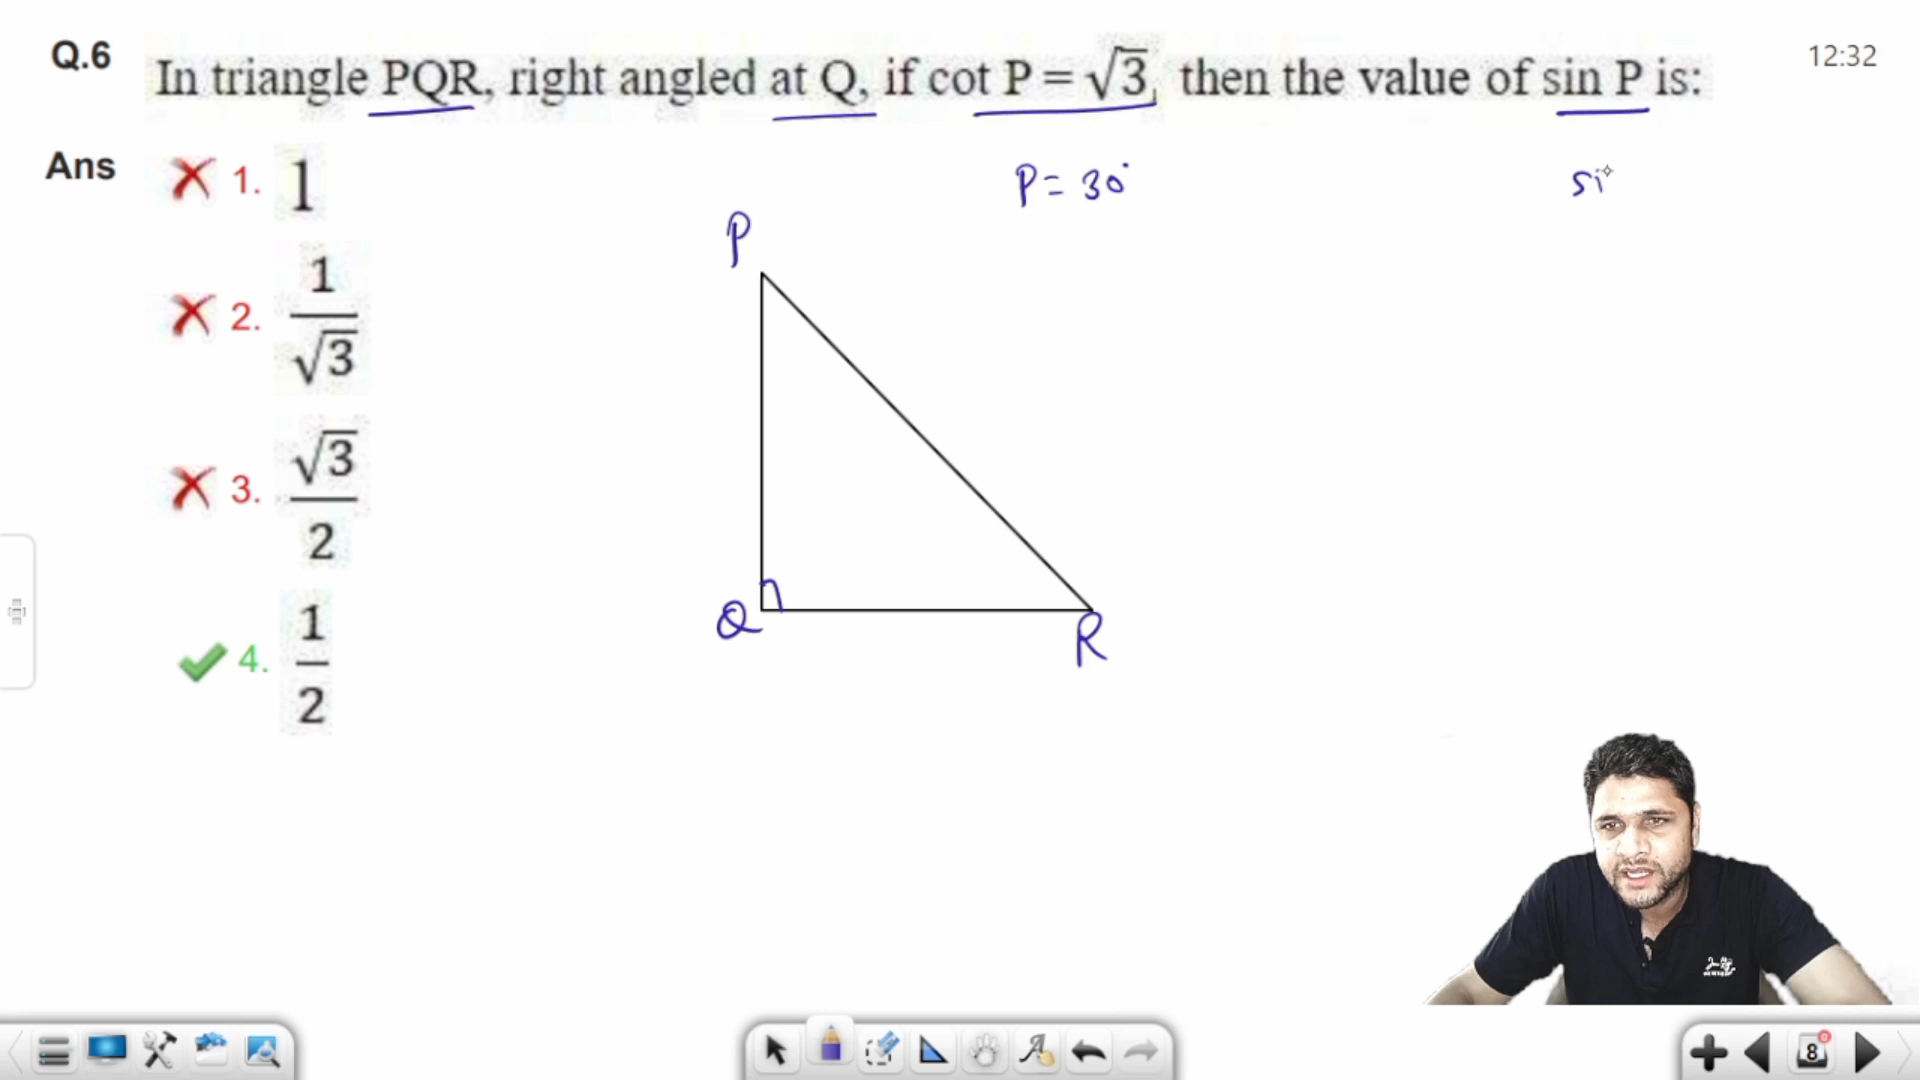 Q.6 In triangle PQR, right angled at Q, if cot P = √3, then the value of sin P is:
12:32
Ans
1. 1
2. 1/√3
3. √3/2
4. 1/2
P = 30°
si
P
Q
R
8